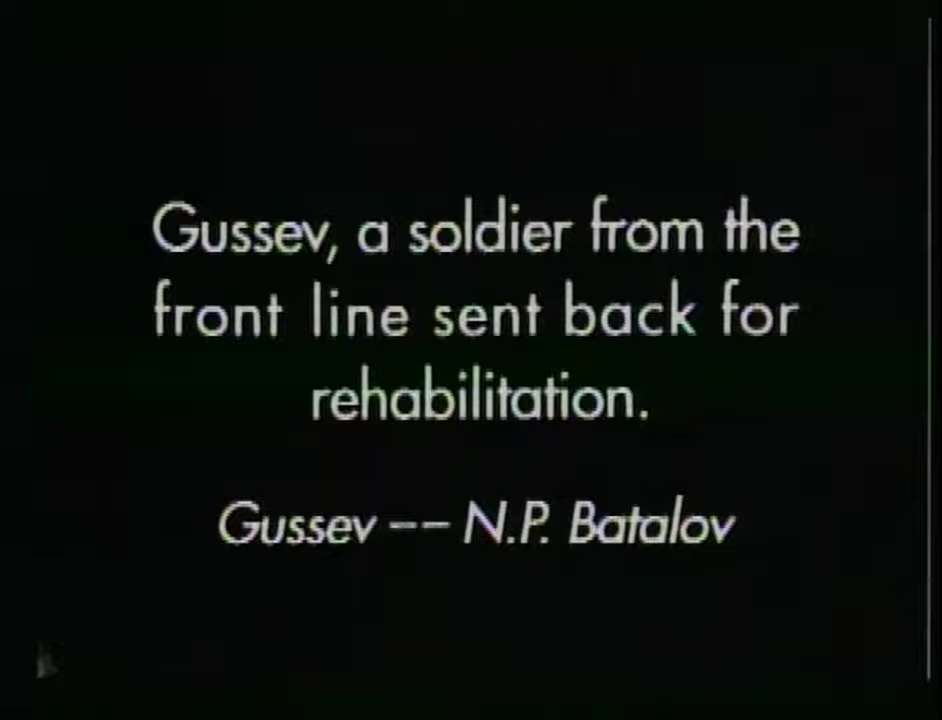 Gussev, a soldier from the
front line sent back for
rehabilitation.
Gussev -- N.P. Batalov